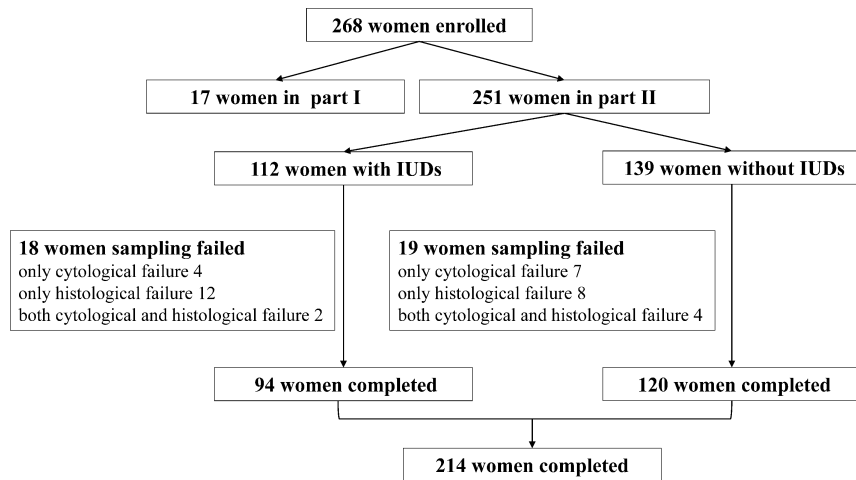 268 women enrolled
17 women in part I
251 women in part II
112 women with IUDs
139 women without IUDs
18 women sampling failed
only cytological failure 4
only histological failure 12
both cytological and histological failure 2
19 women sampling failed
only cytological failure 7
only histological failure 8
both cytological and histological failure 4
94 women completed
120 women completed
214 women completed